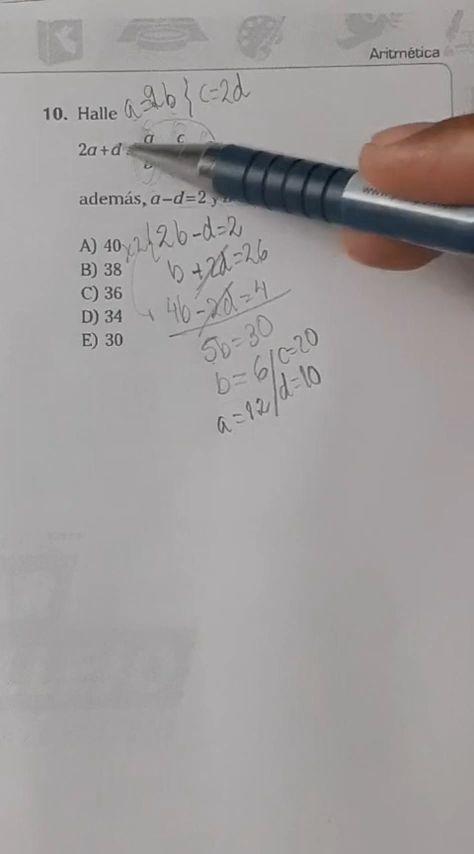 Aritmética
10. Halle a=2b { c=2d
2a+d = a c
además, a–d=2 y
A) 40 x2 { 2b-d=2
B) 38 b+2d=26
C) 36 4b-2d=4
D) 34 5b=30
E) 30 b=6 / c=20
a=12 / d=10